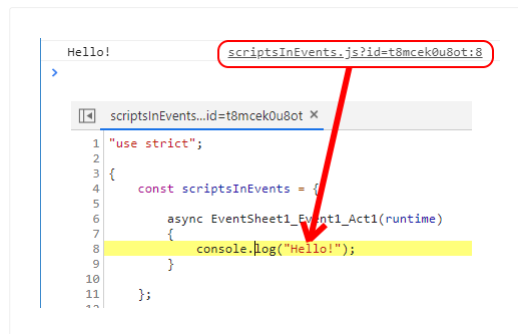 Hello! scriptsInEvents.js?id=t8mcek0u8ot:8
>
scriptsInEvents...id=t8mcek0u8ot ×
1 "use strict";
2
3 {
4 const scriptsInEvents = {
5
6 async EventSheet1_Event1_Act1(runtime)
7 {
8 console.log("Hello!");
9 }
10
11 };